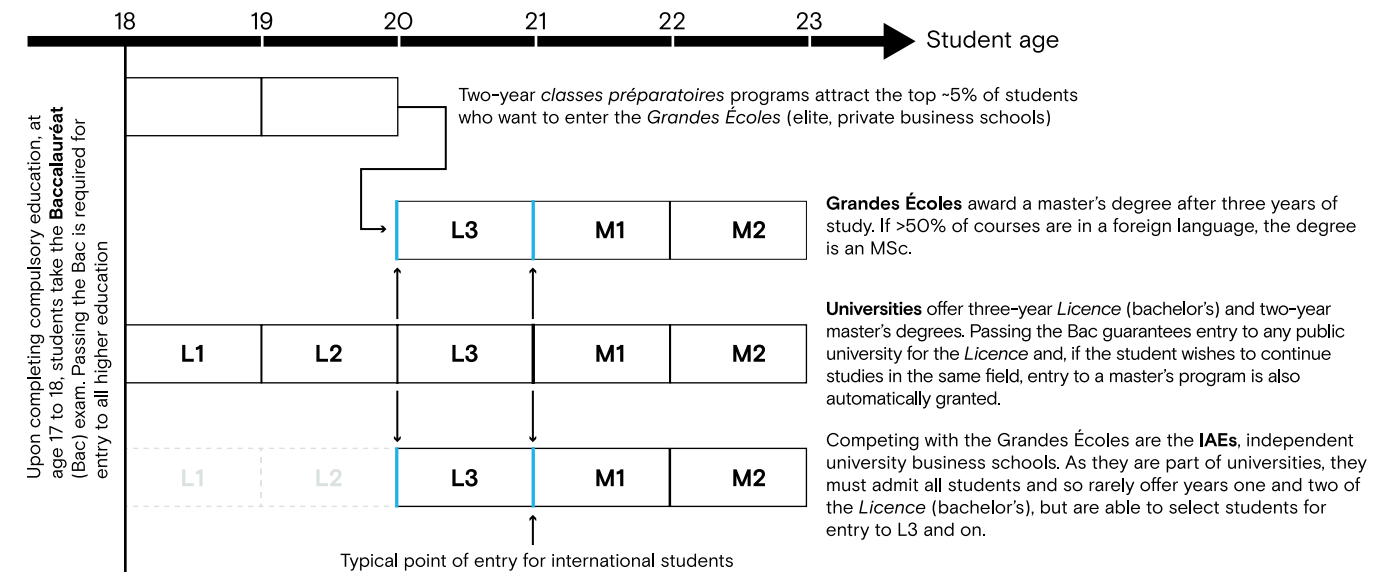 18 19 20 21 22 23
Student age
Upon completing compulsory education, at
age 17 to 18, students take the Baccalauréat
(Bac) exam. Passing the Bac is required for
entry to all higher education
Two-year classes préparatoires programs attract the top ~5% of students
who want to enter the Grandes Écoles (elite, private business schools)
L3 M1 M2
Grandes Écoles award a master's degree after three years of
study. If >50% of courses are in a foreign language, the degree
is an MSc.
L1 L2 L3 M1 M2
Universities offer three-year Licence (bachelor's) and two-year
master's degrees. Passing the Bac guarantees entry to any public
university for the Licence and, if the student wishes to continue
studies in the same field, entry to a master's program is also
automatically granted.
L1 L2 L3 M1 M2
Competing with the Grandes Écoles are the IAEs, independent
university business schools. As they are part of universities, they
must admit all students and so rarely offer years one and two of
the Licence (bachelor's), but are able to select students for
entry to L3 and on.
Typical point of entry for international students